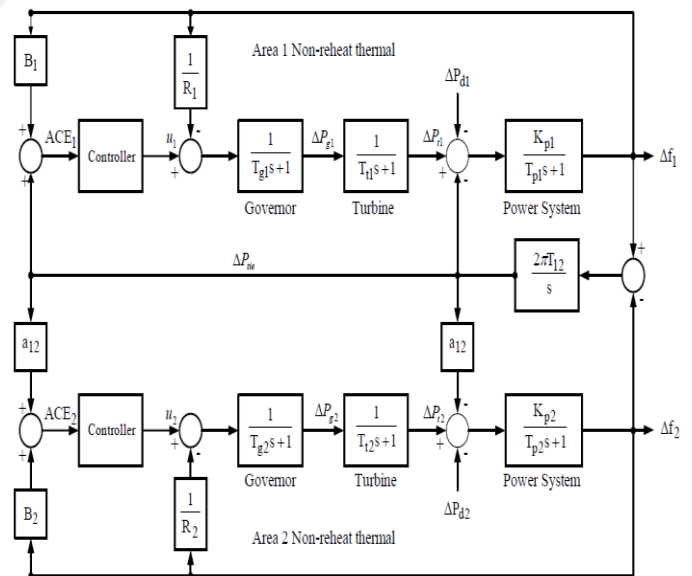 Area 1 Non-reheat thermal
B1
1
R1
ΔPd1
ACE1
Controller
u1
1
Tg1s+1
ΔPg1
1
Tt1s+1
ΔPt1
Kp1
Tp1s+1
Δf1
+
+
-
+
-
+
-
Governor
Turbine
Power System
ΔPtie
2πT12
s
+
-
a12
a12
ACE2
Controller
u2
1
Tg2s+1
ΔPg2
1
Tt2s+1
ΔPt2
Kp2
Tp2s+1
Δf2
+
+
+
-
-
+
-
Governor
Turbine
Power System
B2
1
R2
ΔPd2
Area 2 Non-reheat thermal